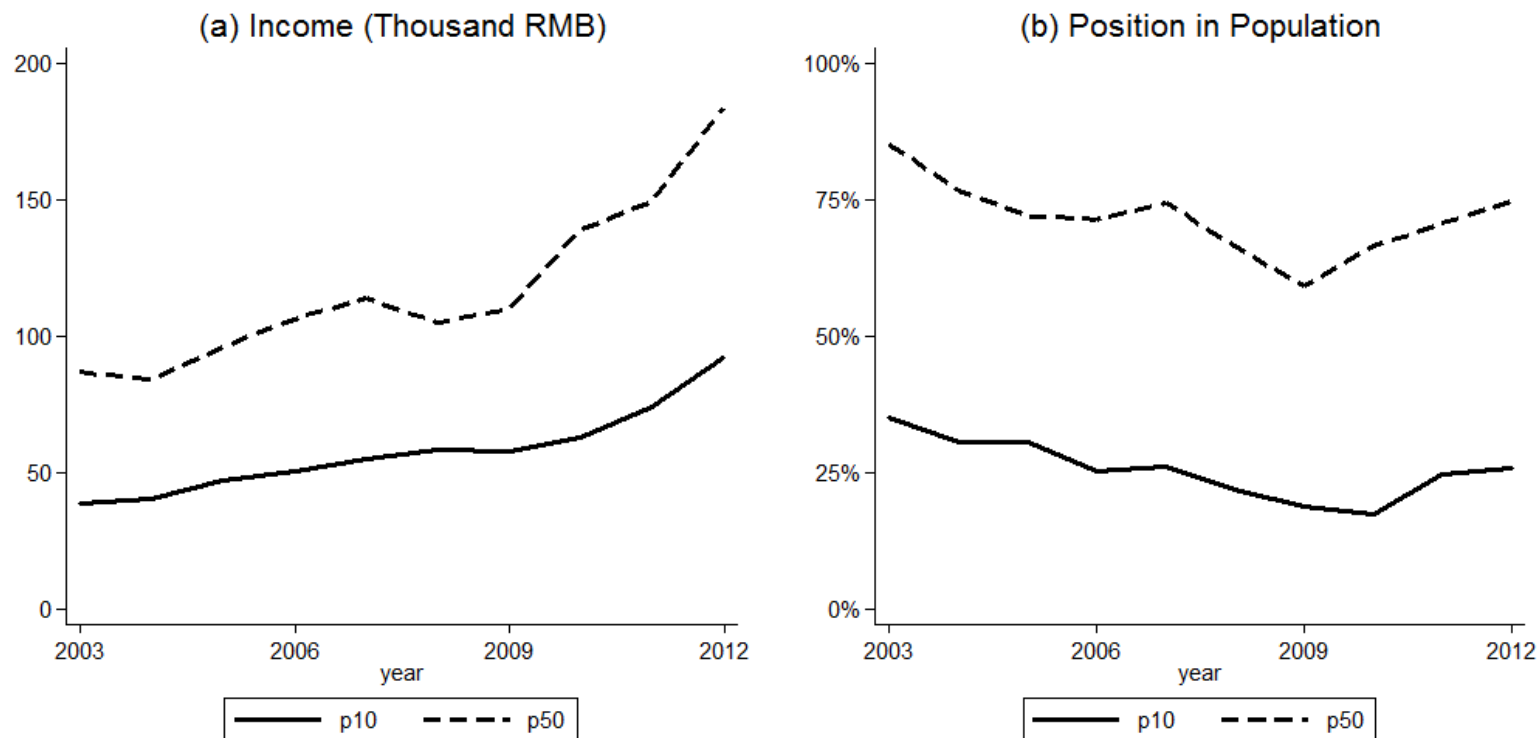 (a) Income (Thousand RMB)
200
150
100
50
0
2003 2006 2009 2012
year
p10 p50
(b) Position in Population
100%
75%
50%
25%
0%
2003 2006 2009 2012
year
p10 p50